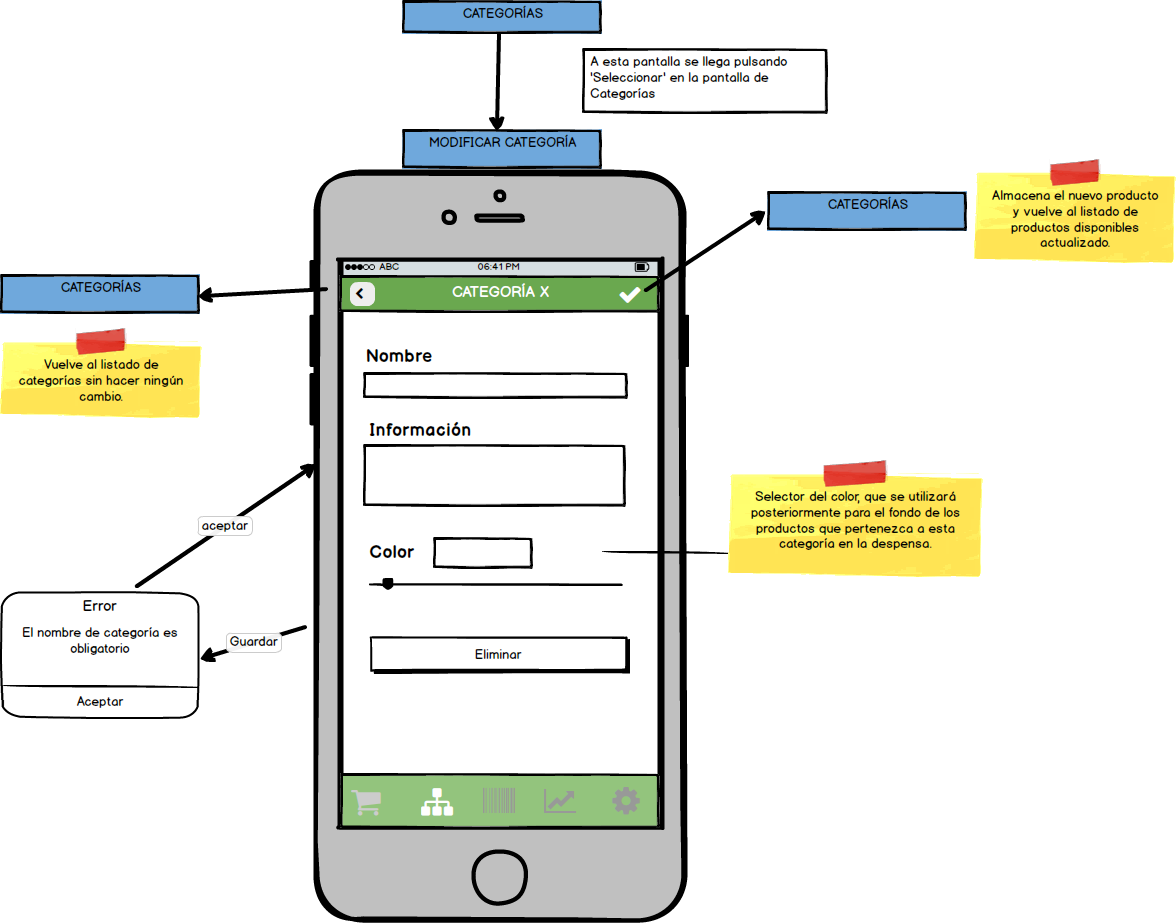 CATEGORÍAS
A esta pantalla se llega pulsando
'Seleccionar' en la pantalla de
Categorías
MODIFICAR CATEGORÍA
CATEGORÍAS
Almacena el nuevo producto
y vuelve al listado de
productos disponibles
actualizado.
ABC
06:41 PM
CATEGORÍA X
CATEGORÍAS
Vuelve al listado de
categorías sin hacer ningún
cambio.
Nombre
Información
Selector del color, que se utilizará
posteriormente para el fondo de los
productos que pertenezca a esta
categoría en la despensa.
aceptar
Color
Error
El nombre de categoría es
obligatorio
Aceptar
Guardar
Eliminar